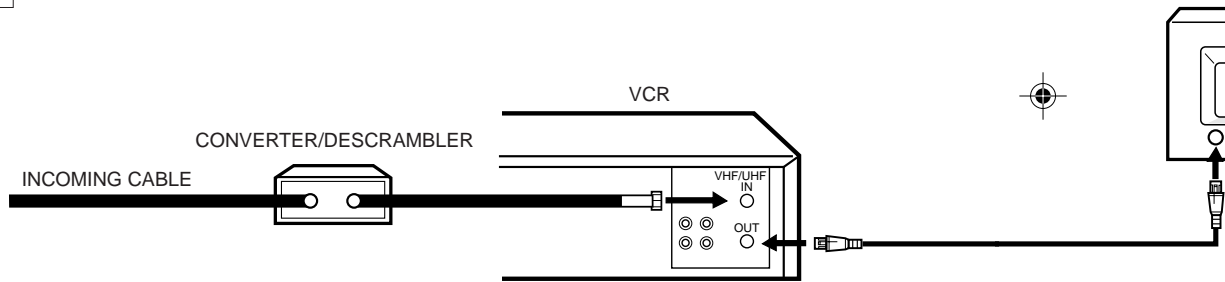 VCR
CONVERTER/DESCRAMBLER
INCOMING CABLE
VHF/UHF
IN
OUT